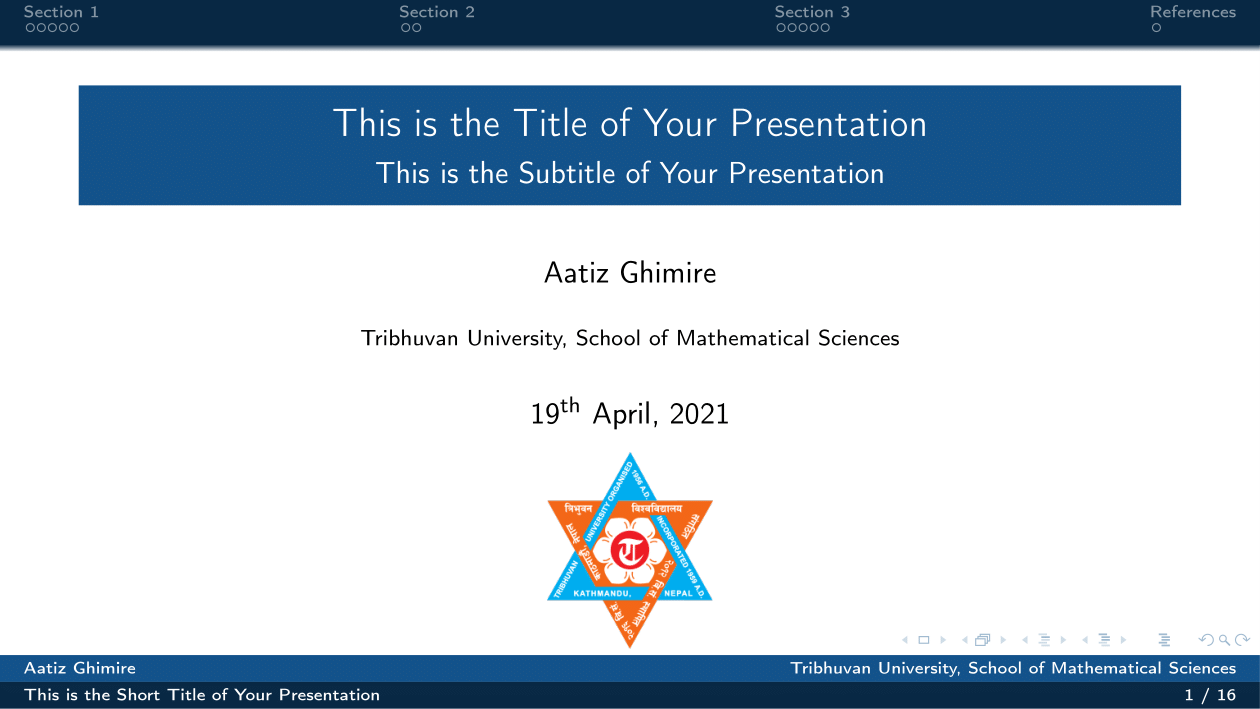 Section 1 Section 2 Section 3 References
This is the Title of Your Presentation
This is the Subtitle of Your Presentation
Aatiz Ghimire
Tribhuvan University, School of Mathematical Sciences
19th April, 2021
त्रिभुवन विश्वविद्यालय
TRIBHUVAN UNIVERSITY ORGANISED 1956 A.D.
INCORPORATED 1959 A.D.
KATHMANDU, NEPAL
Aatiz Ghimire Tribhuvan University, School of Mathematical Sciences
This is the Short Title of Your Presentation 1 / 16